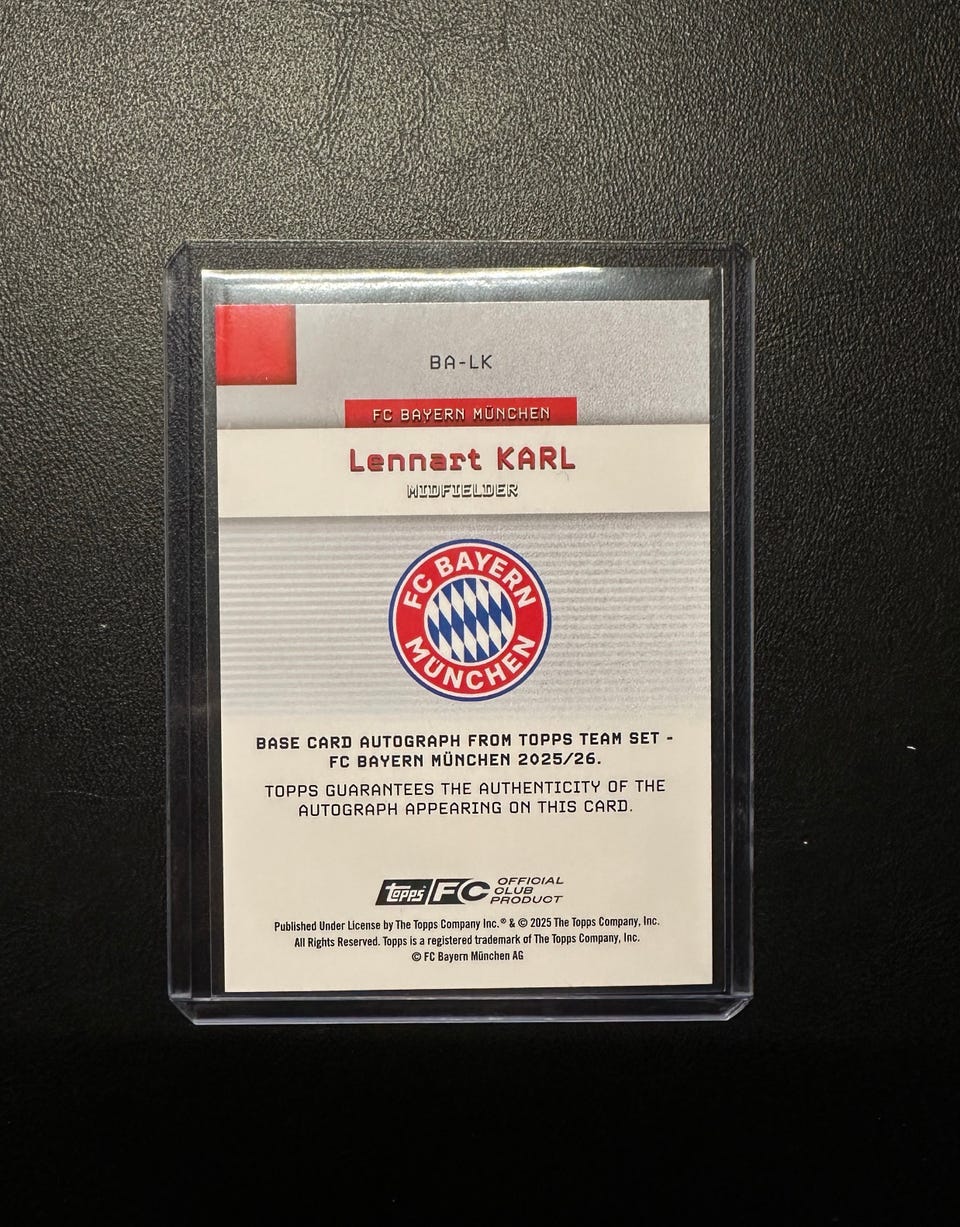 BA-LK
FC BAYERN MÜNCHEN
Lennart KARL
MIDFIELDER
FC BAYERN
MÜNCHEN
BASE CARD AUTOGRAPH FROM TOPPS TEAM SET -
FC BAYERN MÜNCHEN 2025/26.
TOPPS GUARANTEES THE AUTHENTICITY OF THE
AUTOGRAPH APPEARING ON THIS CARD.
topps FC OFFICIAL
CLUB
PRODUCT
Published Under License by The Topps Company Inc.® & © 2025 The Topps Company, Inc.
All Rights Reserved. Topps is a registered trademark of The Topps Company, Inc.
© FC Bayern München AG